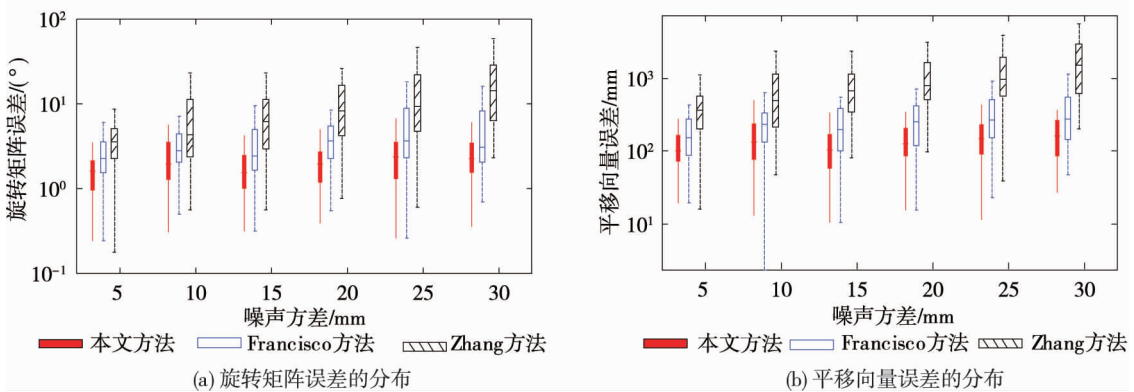 旋转矩阵误差/(°)
10²
10¹
10⁰
10⁻¹
5 10 15 20 25 30
噪声方差/mm
本文方法 Francisco方法 Zhang方法
(a) 旋转矩阵误差的分布
平移向量误差/mm
10³
10²
10¹
5 10 15 20 25 30
噪声方差/mm
本文方法 Francisco方法 Zhang方法
(b) 平移向量误差的分布